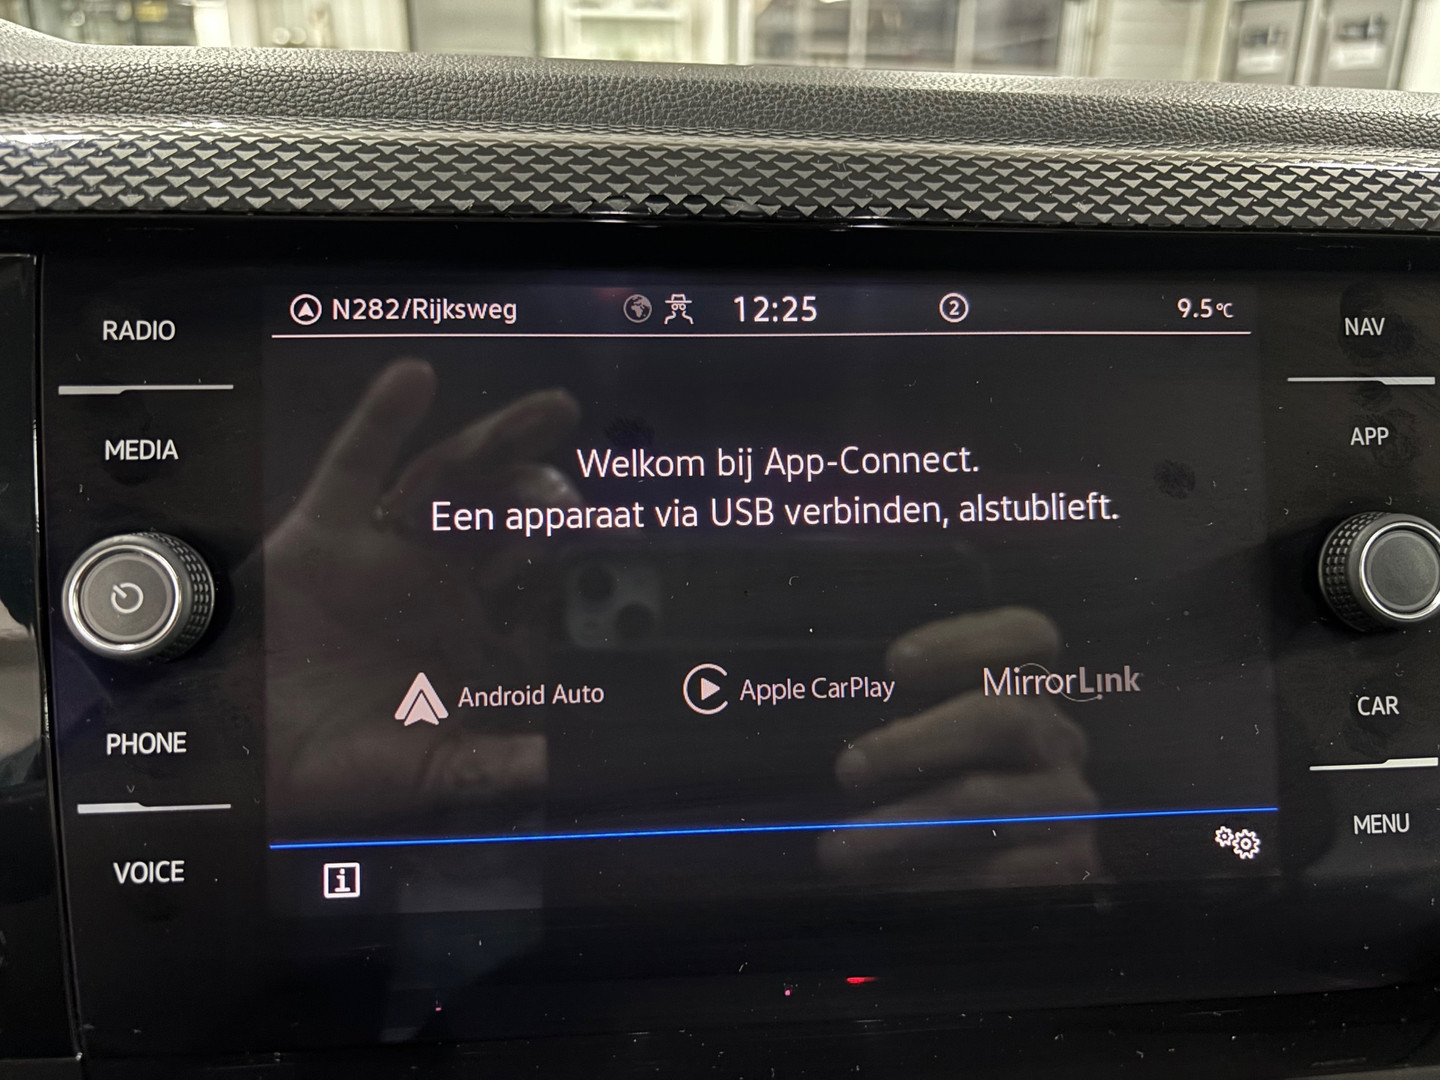 N282/Rijksweg 12:25 2 9.5°C
RADIO
NAV
MEDIA
APP
Welkom bij App-Connect.
Een apparaat via USB verbinden, alstublieft.
Android Auto
Apple CarPlay
MirrorLink
PHONE
CAR
VOICE
MENU
i